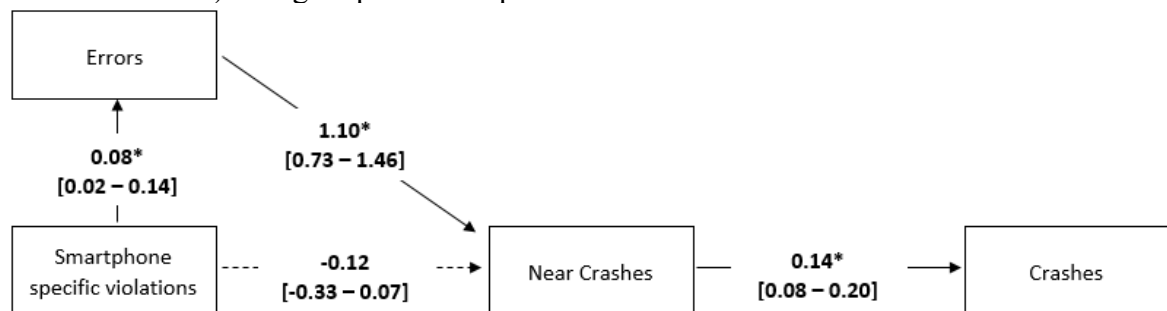 Errors
1.10*
[0.73 – 1.46]
0.08*
[0.02 – 0.14]
Smartphone
specific violations
-0.12
[-0.33 – 0.07]
Near Crashes
0.14*
[0.08 – 0.20]
Crashes